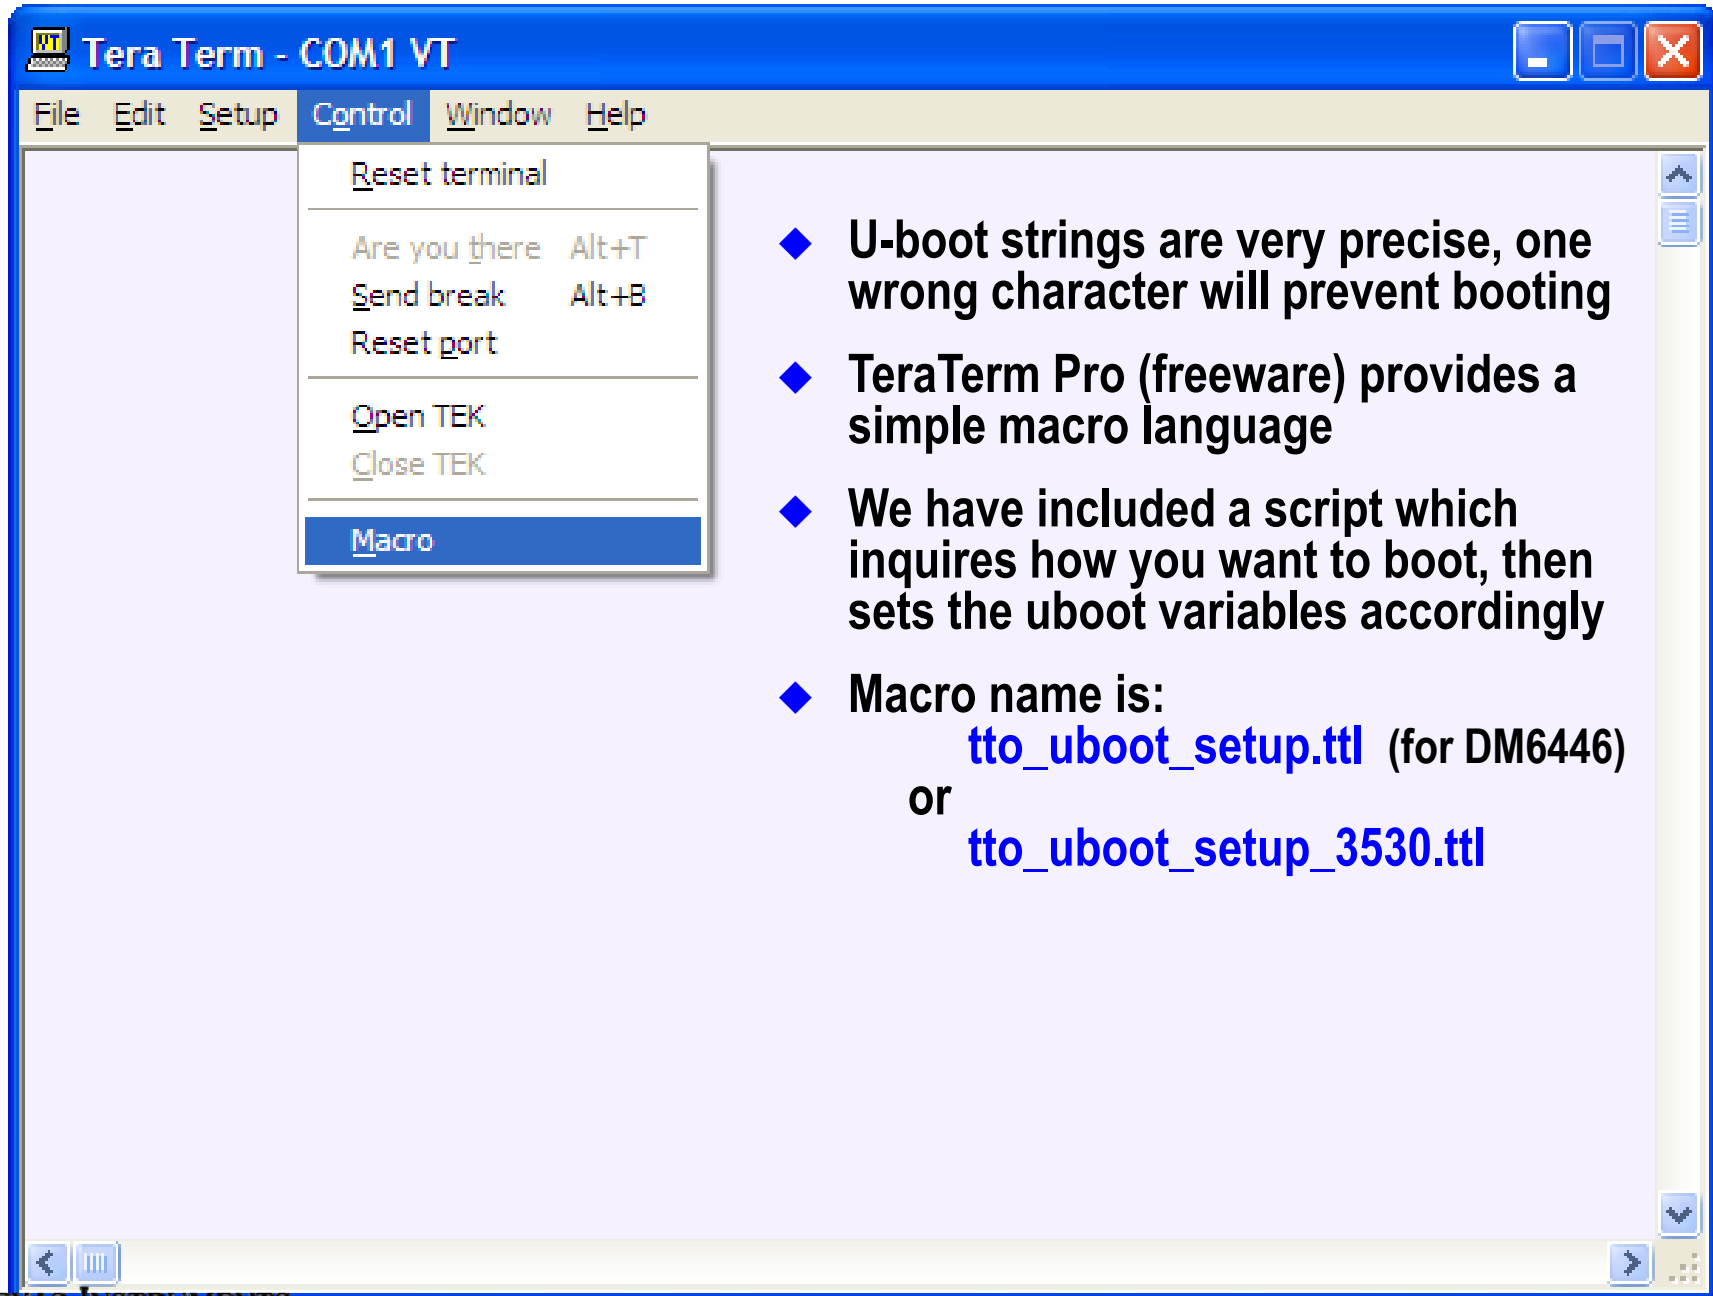 Tera Term - COM1 VT
File Edit Setup Control Window Help
Reset terminal
Are you there Alt+T
Send break Alt+B
Reset port
Open TEK
Close TEK
Macro
U-boot strings are very precise, one
wrong character will prevent booting
TeraTerm Pro (freeware) provides a
simple macro language
We have included a script which
inquires how you want to boot, then
sets the uboot variables accordingly
Macro name is:
tto_uboot_setup.ttl (for DM6446)
or
tto_uboot_setup_3530.ttl